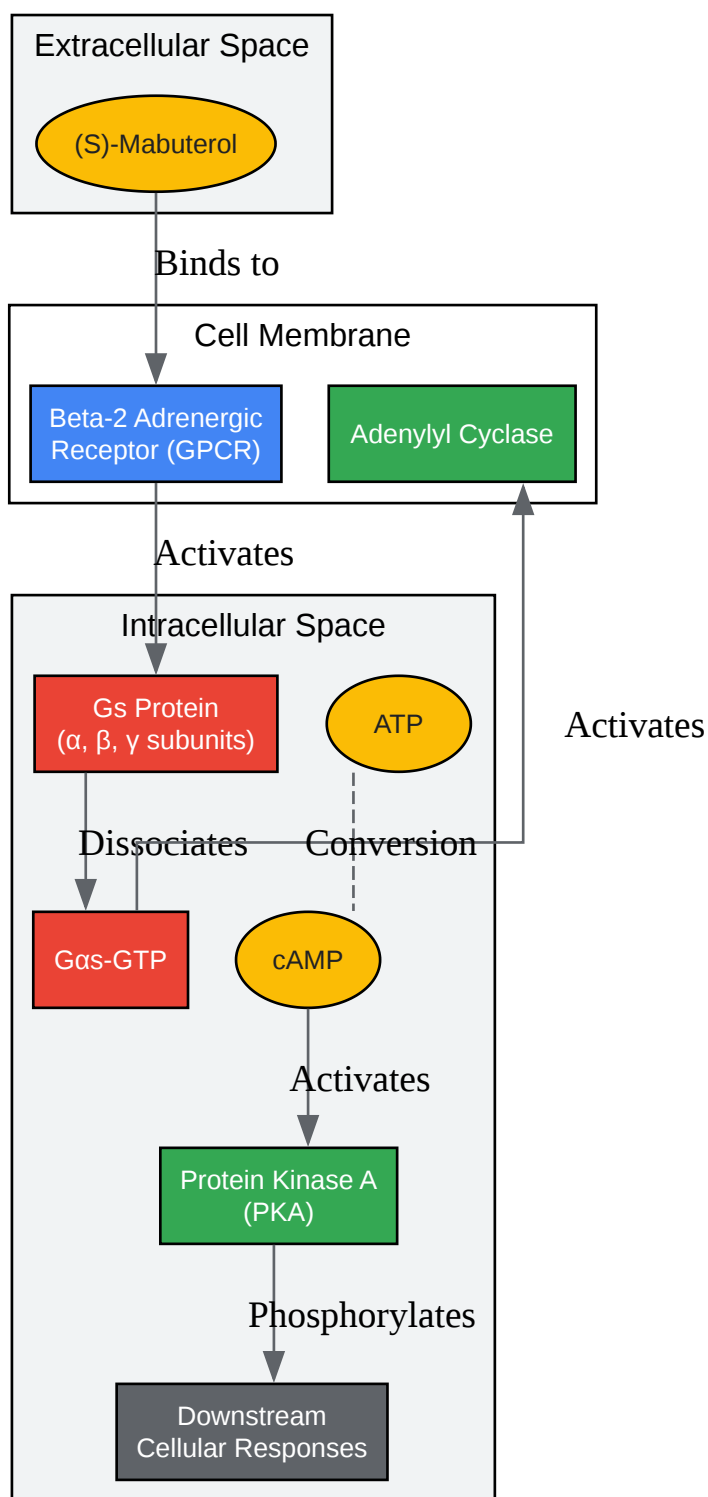 Extracellular Space
(S)-Mabuterol
Binds to
Cell Membrane
Beta-2 Adrenergic
Receptor (GPCR)
Adenylyl Cyclase
Activates
Intracellular Space
Gs Protein
(α, β, γ subunits)
ATP
Activates
Dissociates
Conversion
Gαs-GTP
cAMP
Activates
Protein Kinase A
(PKA)
Phosphorylates
Downstream
Cellular Responses